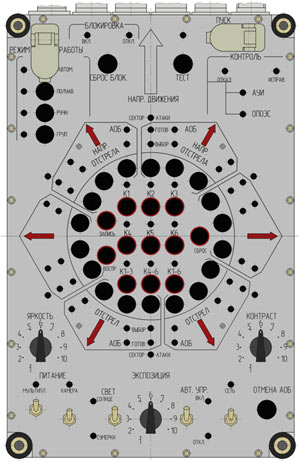 БЛОКИРОВКА
ПУСК
ВКЛ ОТКЛ
РЕЖИМ РАБОТЫ
КОНТРОЛЬ
АВТОМ
СБРОС БЛОК.
ТЕСТ
ОТКАЗ
ИСПРАВ
ПОЛУАВ
АУИ
НАПР. ДВИЖЕНИЯ
РУЧН
ОПОЭС
СЕКТОР АТАКИ
ГРУП
АОБ
ГОТОВ
АОБ
ВЫБОР
НАПР. ОТСТРЕЛА
НАПР. ОТСТРЕЛА
К1 К2 К3
ЗАПИСЬ
К4 К5 К6
СБРОС
ВОСПР
К1-3 К4-6 К1-6
ОТСТРЕЛ
ОТСТРЕЛ
ЯРКОСТЬ
КОНТРАСТ
ВЫБОР
АОБ
ГОТОВ
АОБ
СЕКТОР АТАКИ
2 3 4 5 6 7 8 9 10
2 3 4 5 6 7 8 9 10
ПИТАНИЕ
ЭКСПОЗИЦИЯ
МУЛЬТИПЛ.
КАМЕРА
СВЕТ
АВТ. УПР.
СЕТЬ
ОТМЕНА АОБ
СОЛНЦЕ
ВКЛ
2 3 4 5 6 7 8 9 10
СУМЕРКИ
ОТКЛ